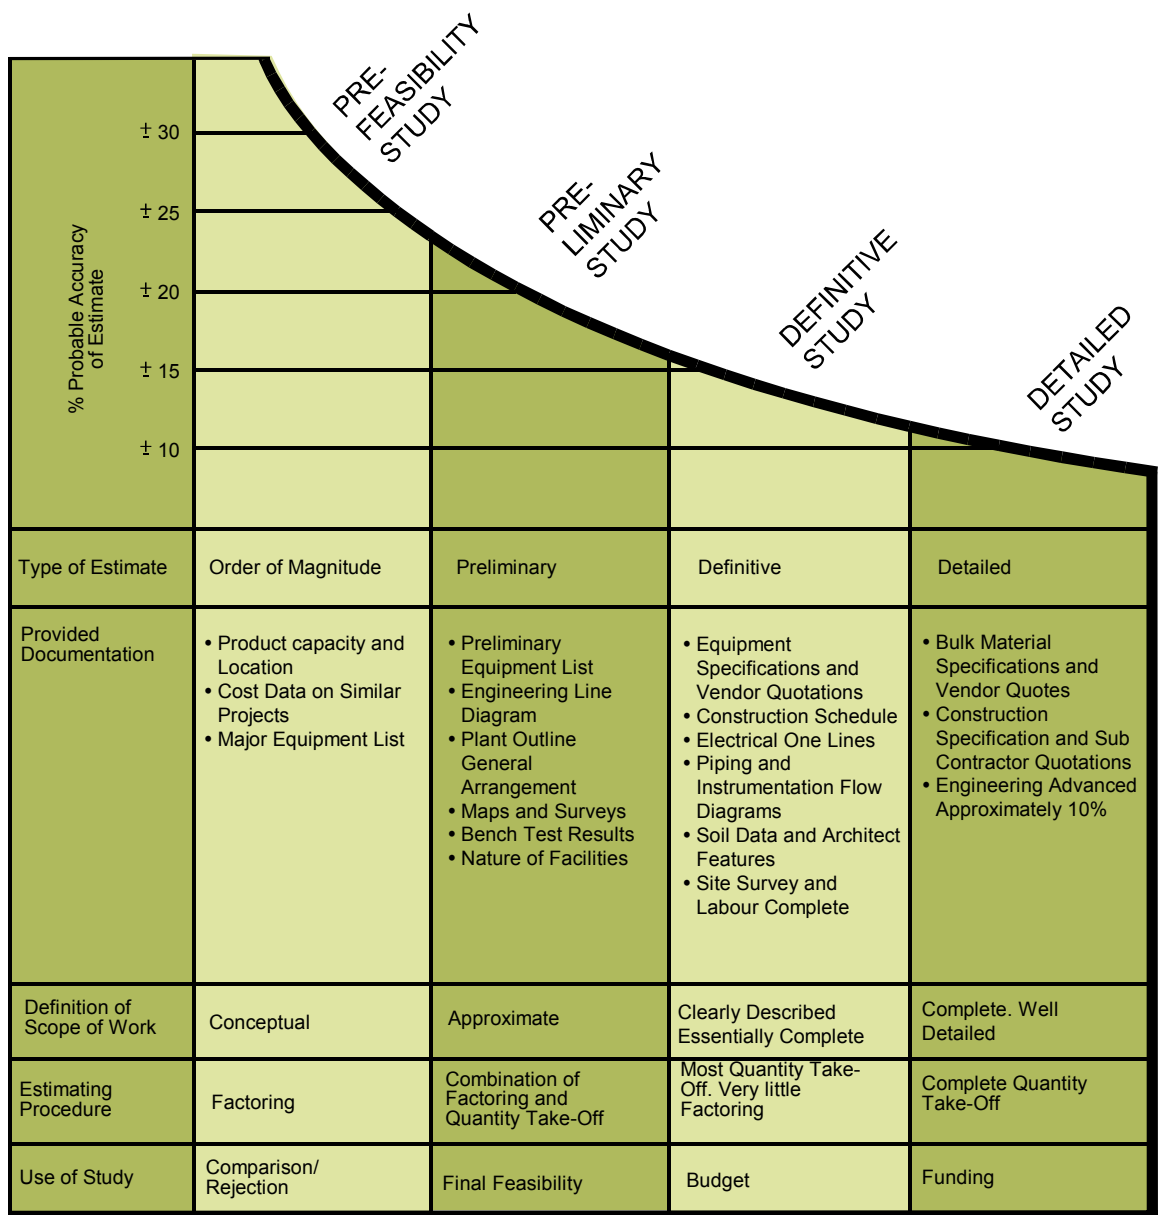 PRE-
FEASIBILITY
STUDY
PRE-
LIMINARY
STUDY
DEFINITIVE
STUDY
DETAILED
STUDY
% Probable Accuracy
of Estimate
± 30
± 25
± 20
± 15
± 10
Type of Estimate
Order of Magnitude
Preliminary
Definitive
Detailed
Provided
Documentation
• Product capacity and
Location
• Cost Data on Similar
Projects
• Major Equipment List
• Preliminary
Equipment List
• Engineering Line
Diagram
• Plant Outline
General
Arrangement
• Maps and Surveys
• Bench Test Results
• Nature of Facilities
• Equipment
Specifications and
Vendor Quotations
• Construction Schedule
• Electrical One Lines
• Piping and
Instrumentation Flow
Diagrams
• Soil Data and Architect
Features
• Site Survey and
Labour Complete
• Bulk Material
Specifications and
Vendor Quotes
• Construction
Specification and Sub
Contractor Quotations
• Engineering Advanced
Approximately 10%
Definition of
Scope of Work
Conceptual
Approximate
Clearly Described
Essentially Complete
Complete. Well
Detailed
Estimating
Procedure
Factoring
Combination of
Factoring and
Quantity Take-Off
Most Quantity Take-
Off. Very little
Factoring
Complete Quantity
Take-Off
Use of Study
Comparison/
Rejection
Final Feasibility
Budget
Funding